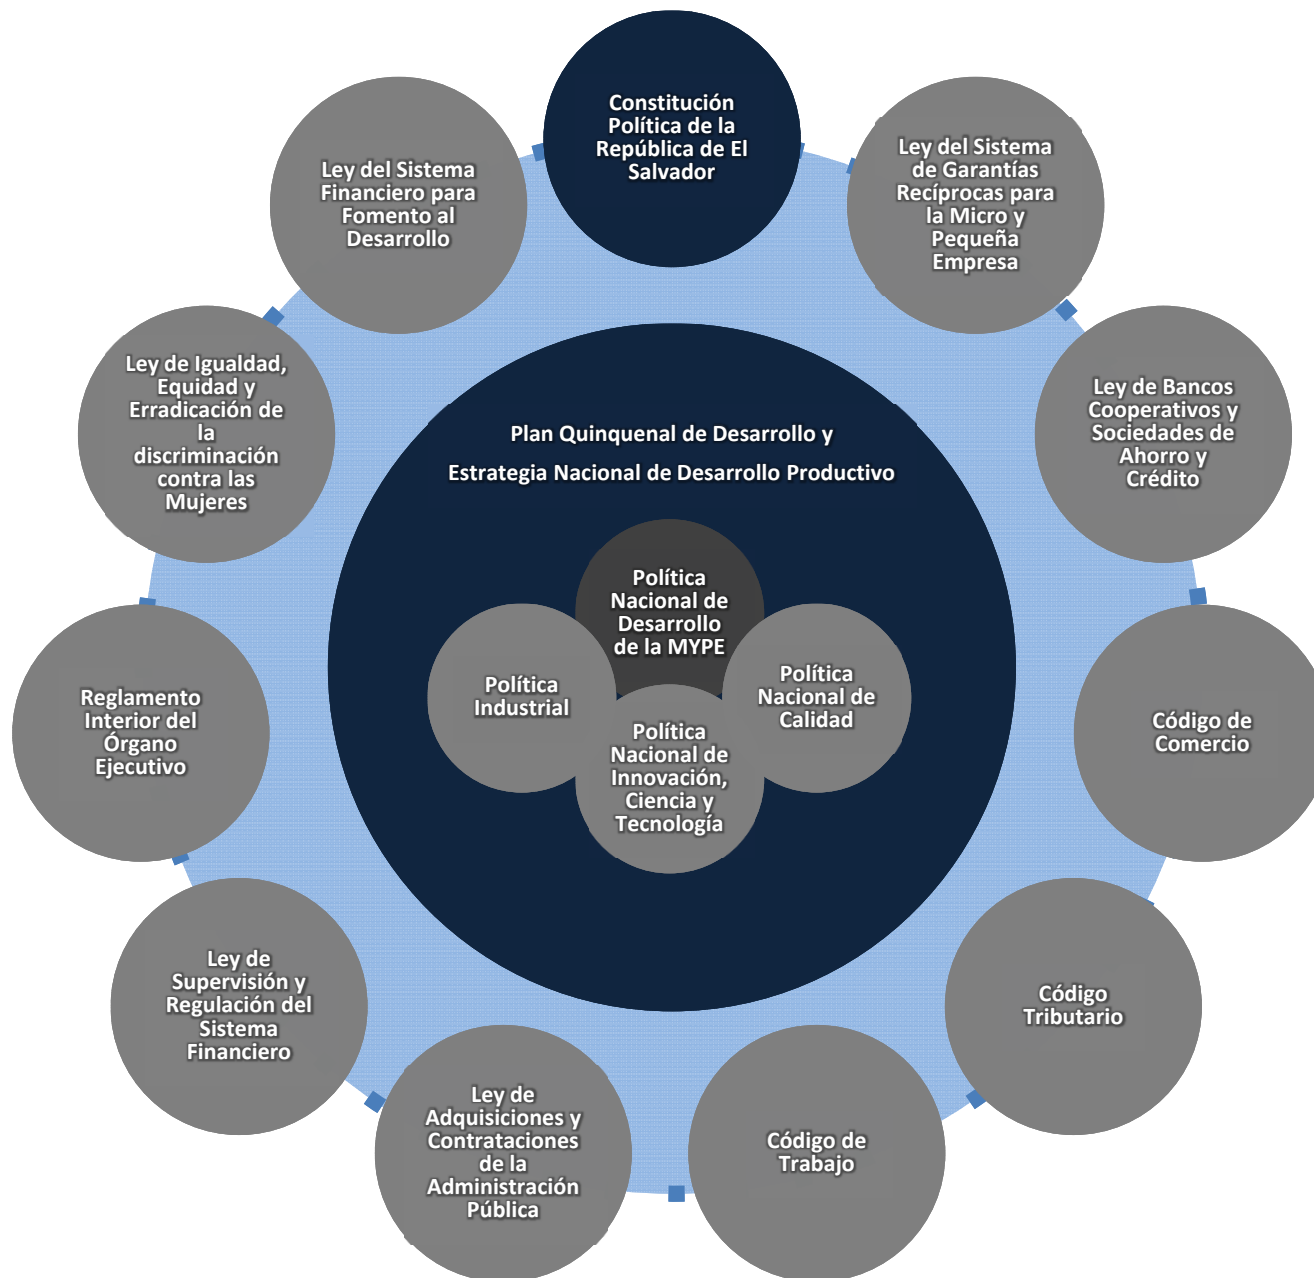 Constitución
Política de la
República de El
Salvador
Ley del Sistema
de Garantías
Recíprocas para
la Micro y
Pequeña
Empresa
Ley de Bancos
Cooperativos y
Sociedades de
Ahorro y
Crédito
Código de
Comercio
Código
Tributario
Código de
Trabajo
Ley de
Adquisiciones y
Contrataciones
de la
Administración
Pública
Ley de
Supervisión y
Regulación del
Sistema
Financiero
Reglamento
Interior del
Órgano
Ejecutivo
Ley de Igualdad,
Equidad y
Erradicación de
la
discriminación
contra las
Mujeres
Ley del Sistema
Financiero para
Fomento al
Desarrollo
Plan Quinquenal de Desarrollo y
Estrategia Nacional de Desarrollo Productivo
Política
Nacional de
Desarrollo
de la MYPE
Política
Industrial
Política
Nacional de
Calidad
Política
Nacional de
Innovación,
Ciencia y
Tecnología